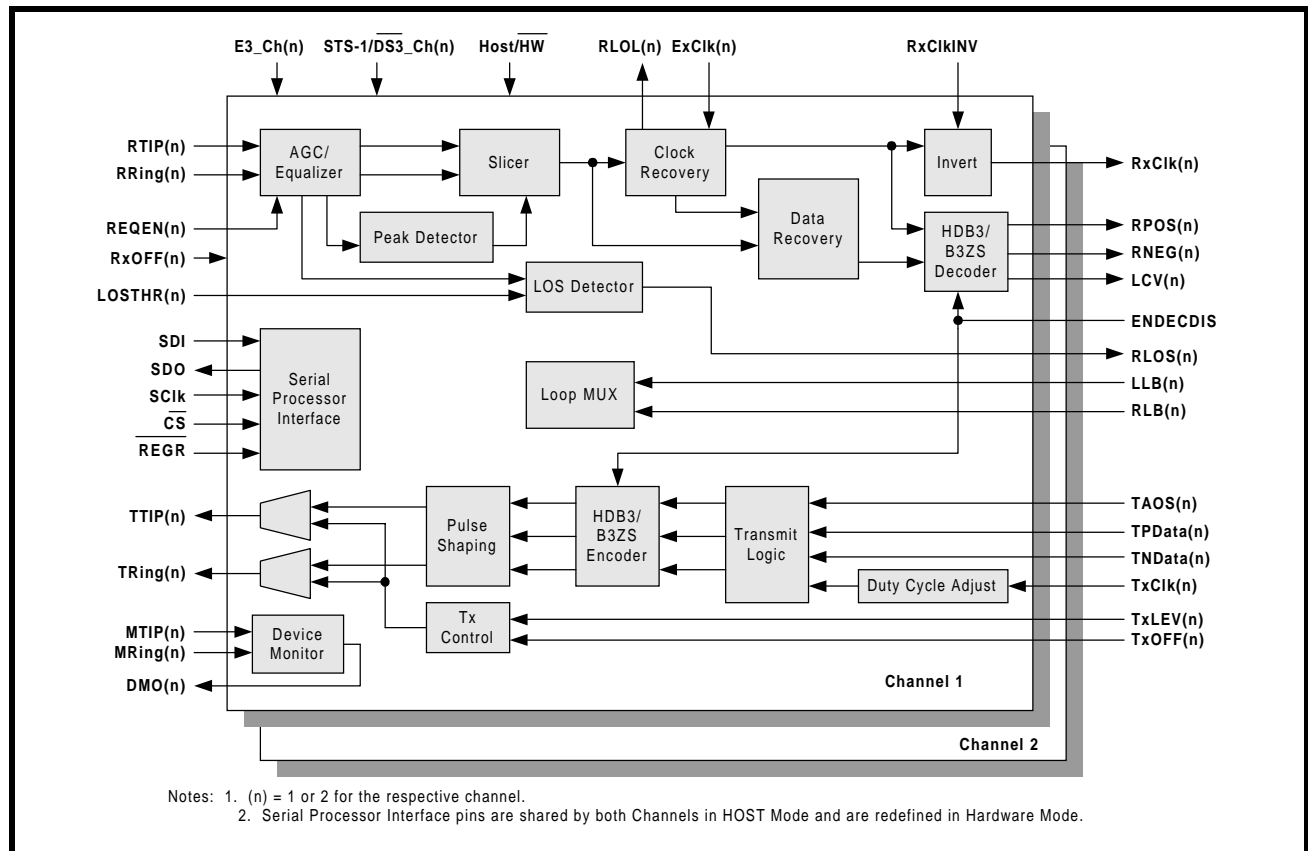 E3_Ch(n) STS-1/DS3_Ch(n) Host/HW RLOL(n) ExClk(n) RxClkINV
RTIP(n)
RRing(n)
REQEN(n)
RxOFF(n)
LOSTHR(n)
SDI
SDO
SClk
CS
REGR
TTIP(n)
TRing(n)
MTIP(n)
MRing(n)
DMO(n)
AGC/
Equalizer
Slicer
Clock
Recovery
Invert
Peak Detector
Data
Recovery
HDB3/
B3ZS
Decoder
LOS Detector
Serial
Processor
Interface
Loop MUX
Pulse
Shaping
HDB3/
B3ZS
Encoder
Transmit
Logic
Duty Cycle Adjust
Tx
Control
Device
Monitor
RxClk(n)
RPOS(n)
RNEG(n)
LCV(n)
ENDECDIS
RLOS(n)
LLB(n)
RLB(n)
TAOS(n)
TPData(n)
TNData(n)
TxClk(n)
TxLEV(n)
TxOFF(n)
Channel 1
Channel 2
Notes: 1. (n) = 1 or 2 for the respective channel.
2. Serial Processor Interface pins are shared by both Channels in HOST Mode and are redefined in Hardware Mode.